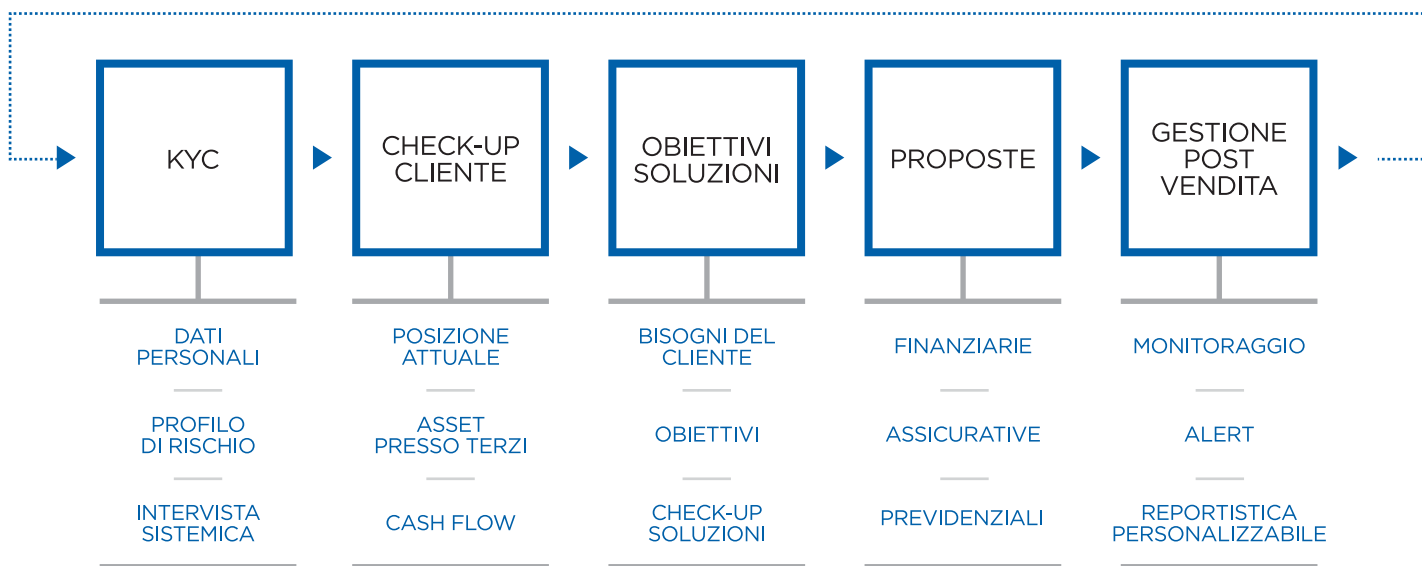 KYC
CHECK-UP
CLIENTE
OBIETTIVI
SOLUZIONI
PROPOSTE
GESTIONE
POST
VENDITA
DATI
PERSONALI
PROFILO
DI RISCHIO
INTERVISTA
SISTEMICA
POSIZIONE
ATTUALE
ASSET
PRESSO TERZI
CASH FLOW
BISOGNI DEL
CLIENTE
OBIETTIVI
CHECK-UP
SOLUZIONI
FINANZIARIE
ASSICURATIVE
PREVIDENZIALI
MONITORAGGIO
ALERT
REPORTISTICA
PERSONALIZZABILE